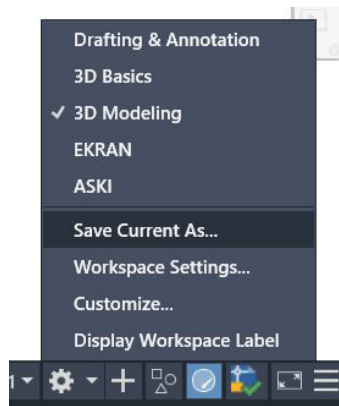 Drafting & Annotation
3D Basics
3D Modeling
EKRAN
ASKI
Save Current As...
Workspace Settings...
Customize...
Display Workspace Label